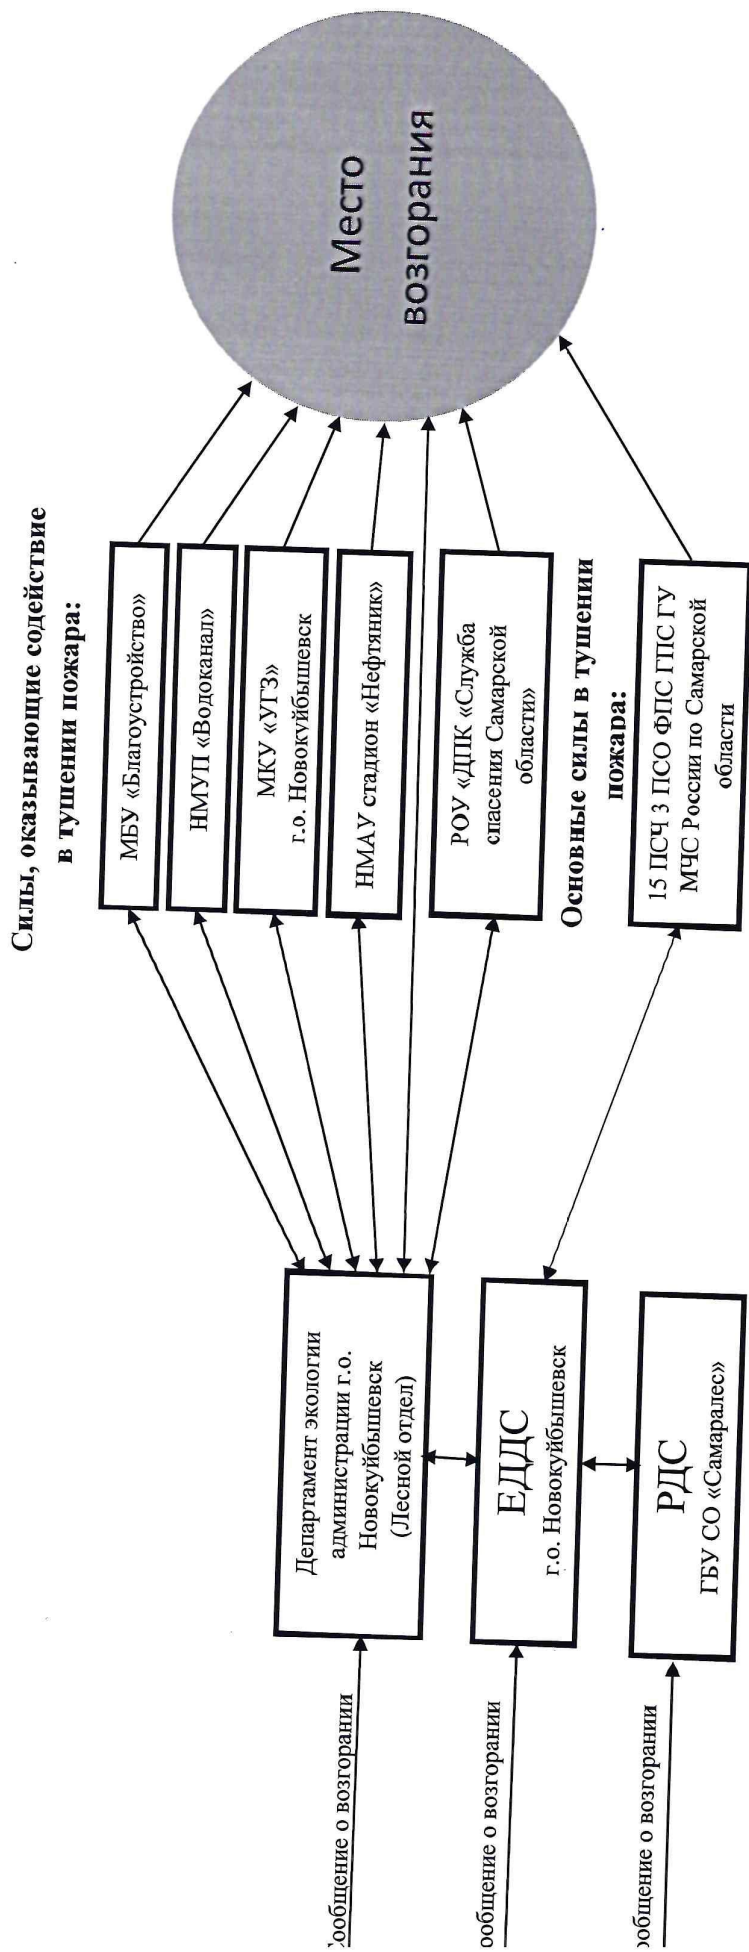 Силы, оказывающие содействие
в тушении пожара:
МБУ «Благоустройство»
НМУП «Водоканал»
МКУ «УГЗ»
г.о. Новокуйбышевск
НМАУ стадион «Нефтяник»
РОУ «ДПК «Служба
спасения Самарской
области»
Основные силы в тушении
пожара:
15 ПСЧ 3 ПСО ФПС ГПС ГУ
МЧС России по Самарской
области
Место
возгорания
Департамент экологии
администрации г.о.
Новокуйбышевск
(Лесной отдел)
ЕДДС
г.о. Новокуйбышевск
РДС
ГБУ СО «Самаралес»
Сообщение о возгорании
ообщение о возгорании
ообщение о возгорании